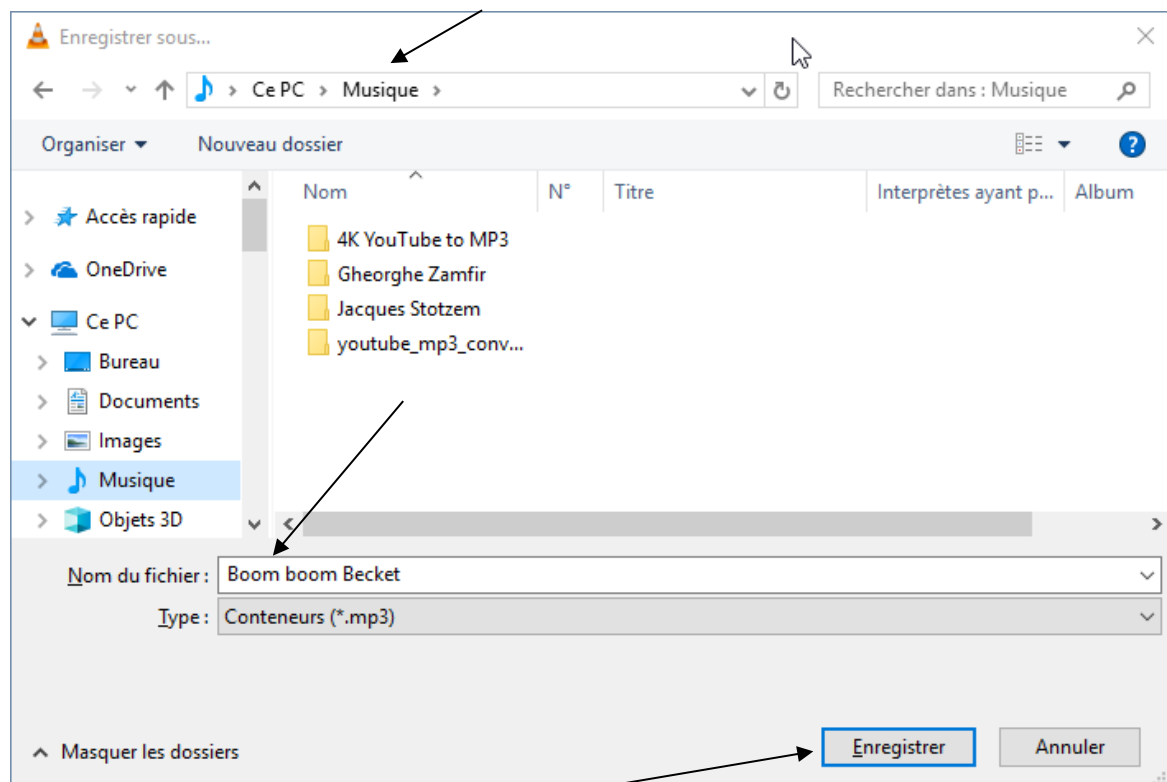 Enregistrer sous...
Ce PC > Musique >
Rechercher dans : Musique
Organiser
Nouveau dossier
?
Nom
N°
Titre
Interprètes ayant p...
Album
Accès rapide
OneDrive
Ce PC
Bureau
Documents
Images
Musique
Objets 3D
4K YouTube to MP3
Gheorghe Zamfir
Jacques Stotzem
youtube_mp3_conv...
Nom du fichier : Boom boom Becket
Type : Conteneurs (*.mp3)
Masquer les dossiers
Enregistrer
Annuler